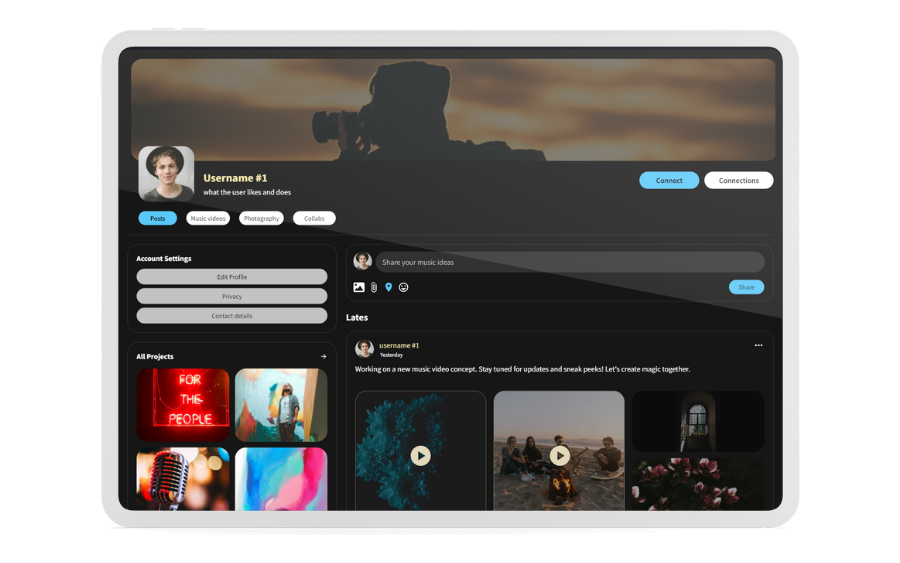 Username #1
what the user likes and does
Connect
Connections
Posts
Music videos
Photography
Collabs
Account Settings
Edit Profile
Privacy
Contact details
Share your music ideas
Share
Lates
All Projects
username #1
Yesterday
Working on a new music video concept. Stay tuned for updates and sneak peeks! Let's create magic together.
FOR
THE
PEOPLE